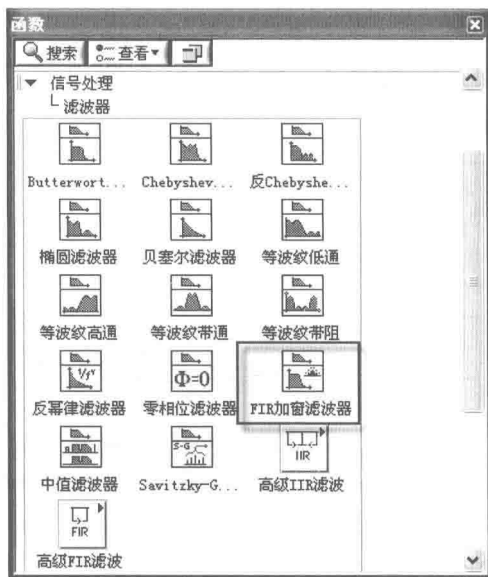 函数
搜索 查看
信号处理
滤波器
Butterwort... Chebyshev... 反Chebyshe...
椭圆滤波器 贝塞尔滤波器 等波纹低通
等波纹高通 等波纹带通 等波纹带阻
1/fᵞ Φ=0
反幂律滤波器 零相位滤波器 FIR加窗滤波器
S-G IIR
中值滤波器 Savitzky-G... 高级IIR滤波
FIR
高级FIR滤波